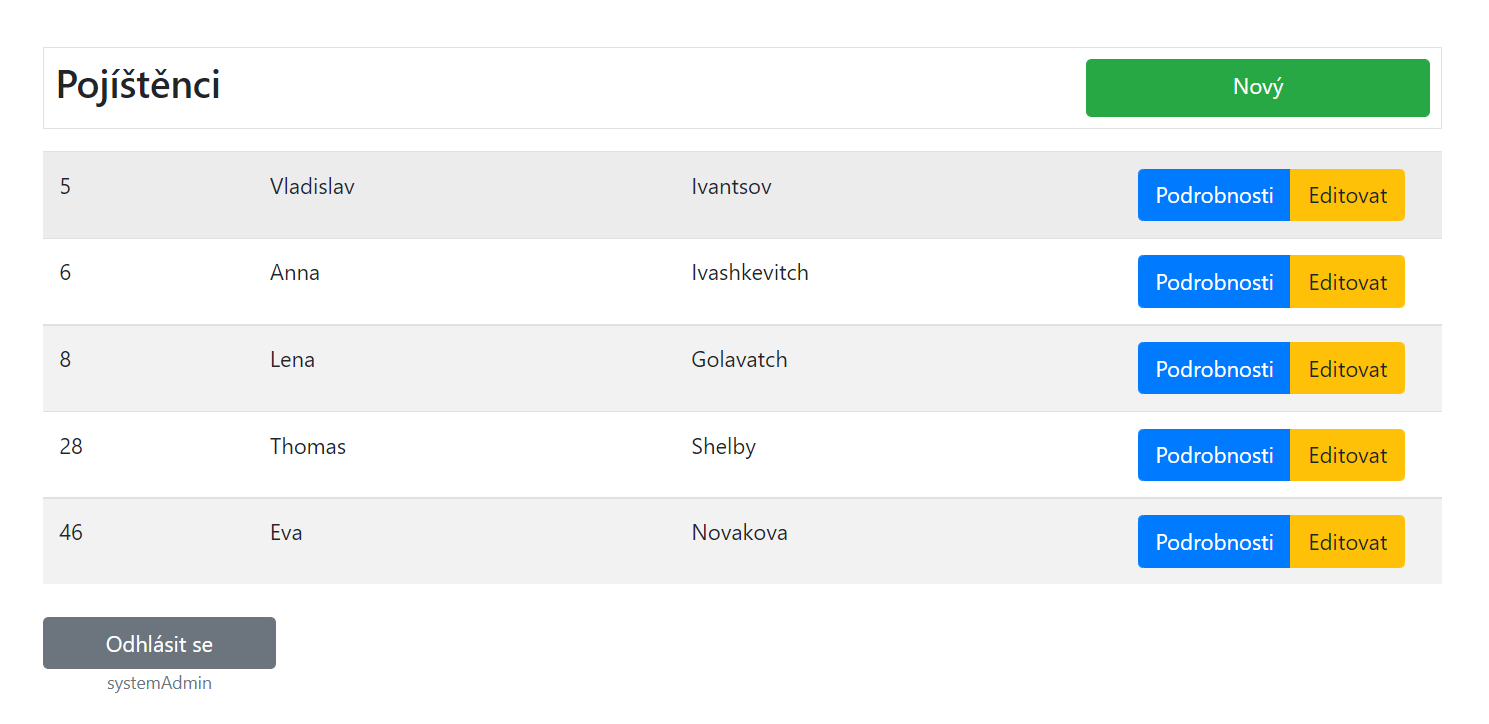 Pojíštěnci Nový
5 Vladislav Ivantsov Podrobnosti Editovat
6 Anna Ivashkevitch Podrobnosti Editovat
8 Lena Golavatch Podrobnosti Editovat
28 Thomas Shelby Podrobnosti Editovat
46 Eva Novakova Podrobnosti Editovat
Odhlásit se
systemAdmin